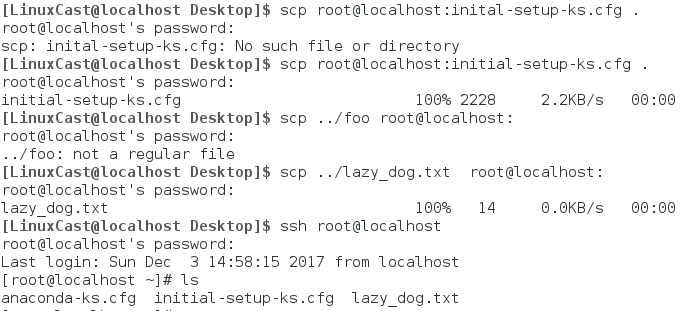 [LinuxCast@localhost Desktop]$ scp root@localhost:inital-setup-ks.cfg .
root@localhost's password:
scp: inital-setup-ks.cfg: No such file or directory
[LinuxCast@localhost Desktop]$ scp root@localhost:initial-setup-ks.cfg .
root@localhost's password:
initial-setup-ks.cfg 100% 2228 2.2KB/s 00:00
[LinuxCast@localhost Desktop]$ scp ../foo root@localhost:
root@localhost's password:
../foo: not a regular file
[LinuxCast@localhost Desktop]$ scp ../lazy_dog.txt root@localhost:
root@localhost's password:
lazy_dog.txt 100% 14 0.0KB/s 00:00
[LinuxCast@localhost Desktop]$ ssh root@localhost
root@localhost's password:
Last login: Sun Dec 3 14:58:15 2017 from localhost
[root@localhost ~]# ls
anaconda-ks.cfg initial-setup-ks.cfg lazy_dog.txt